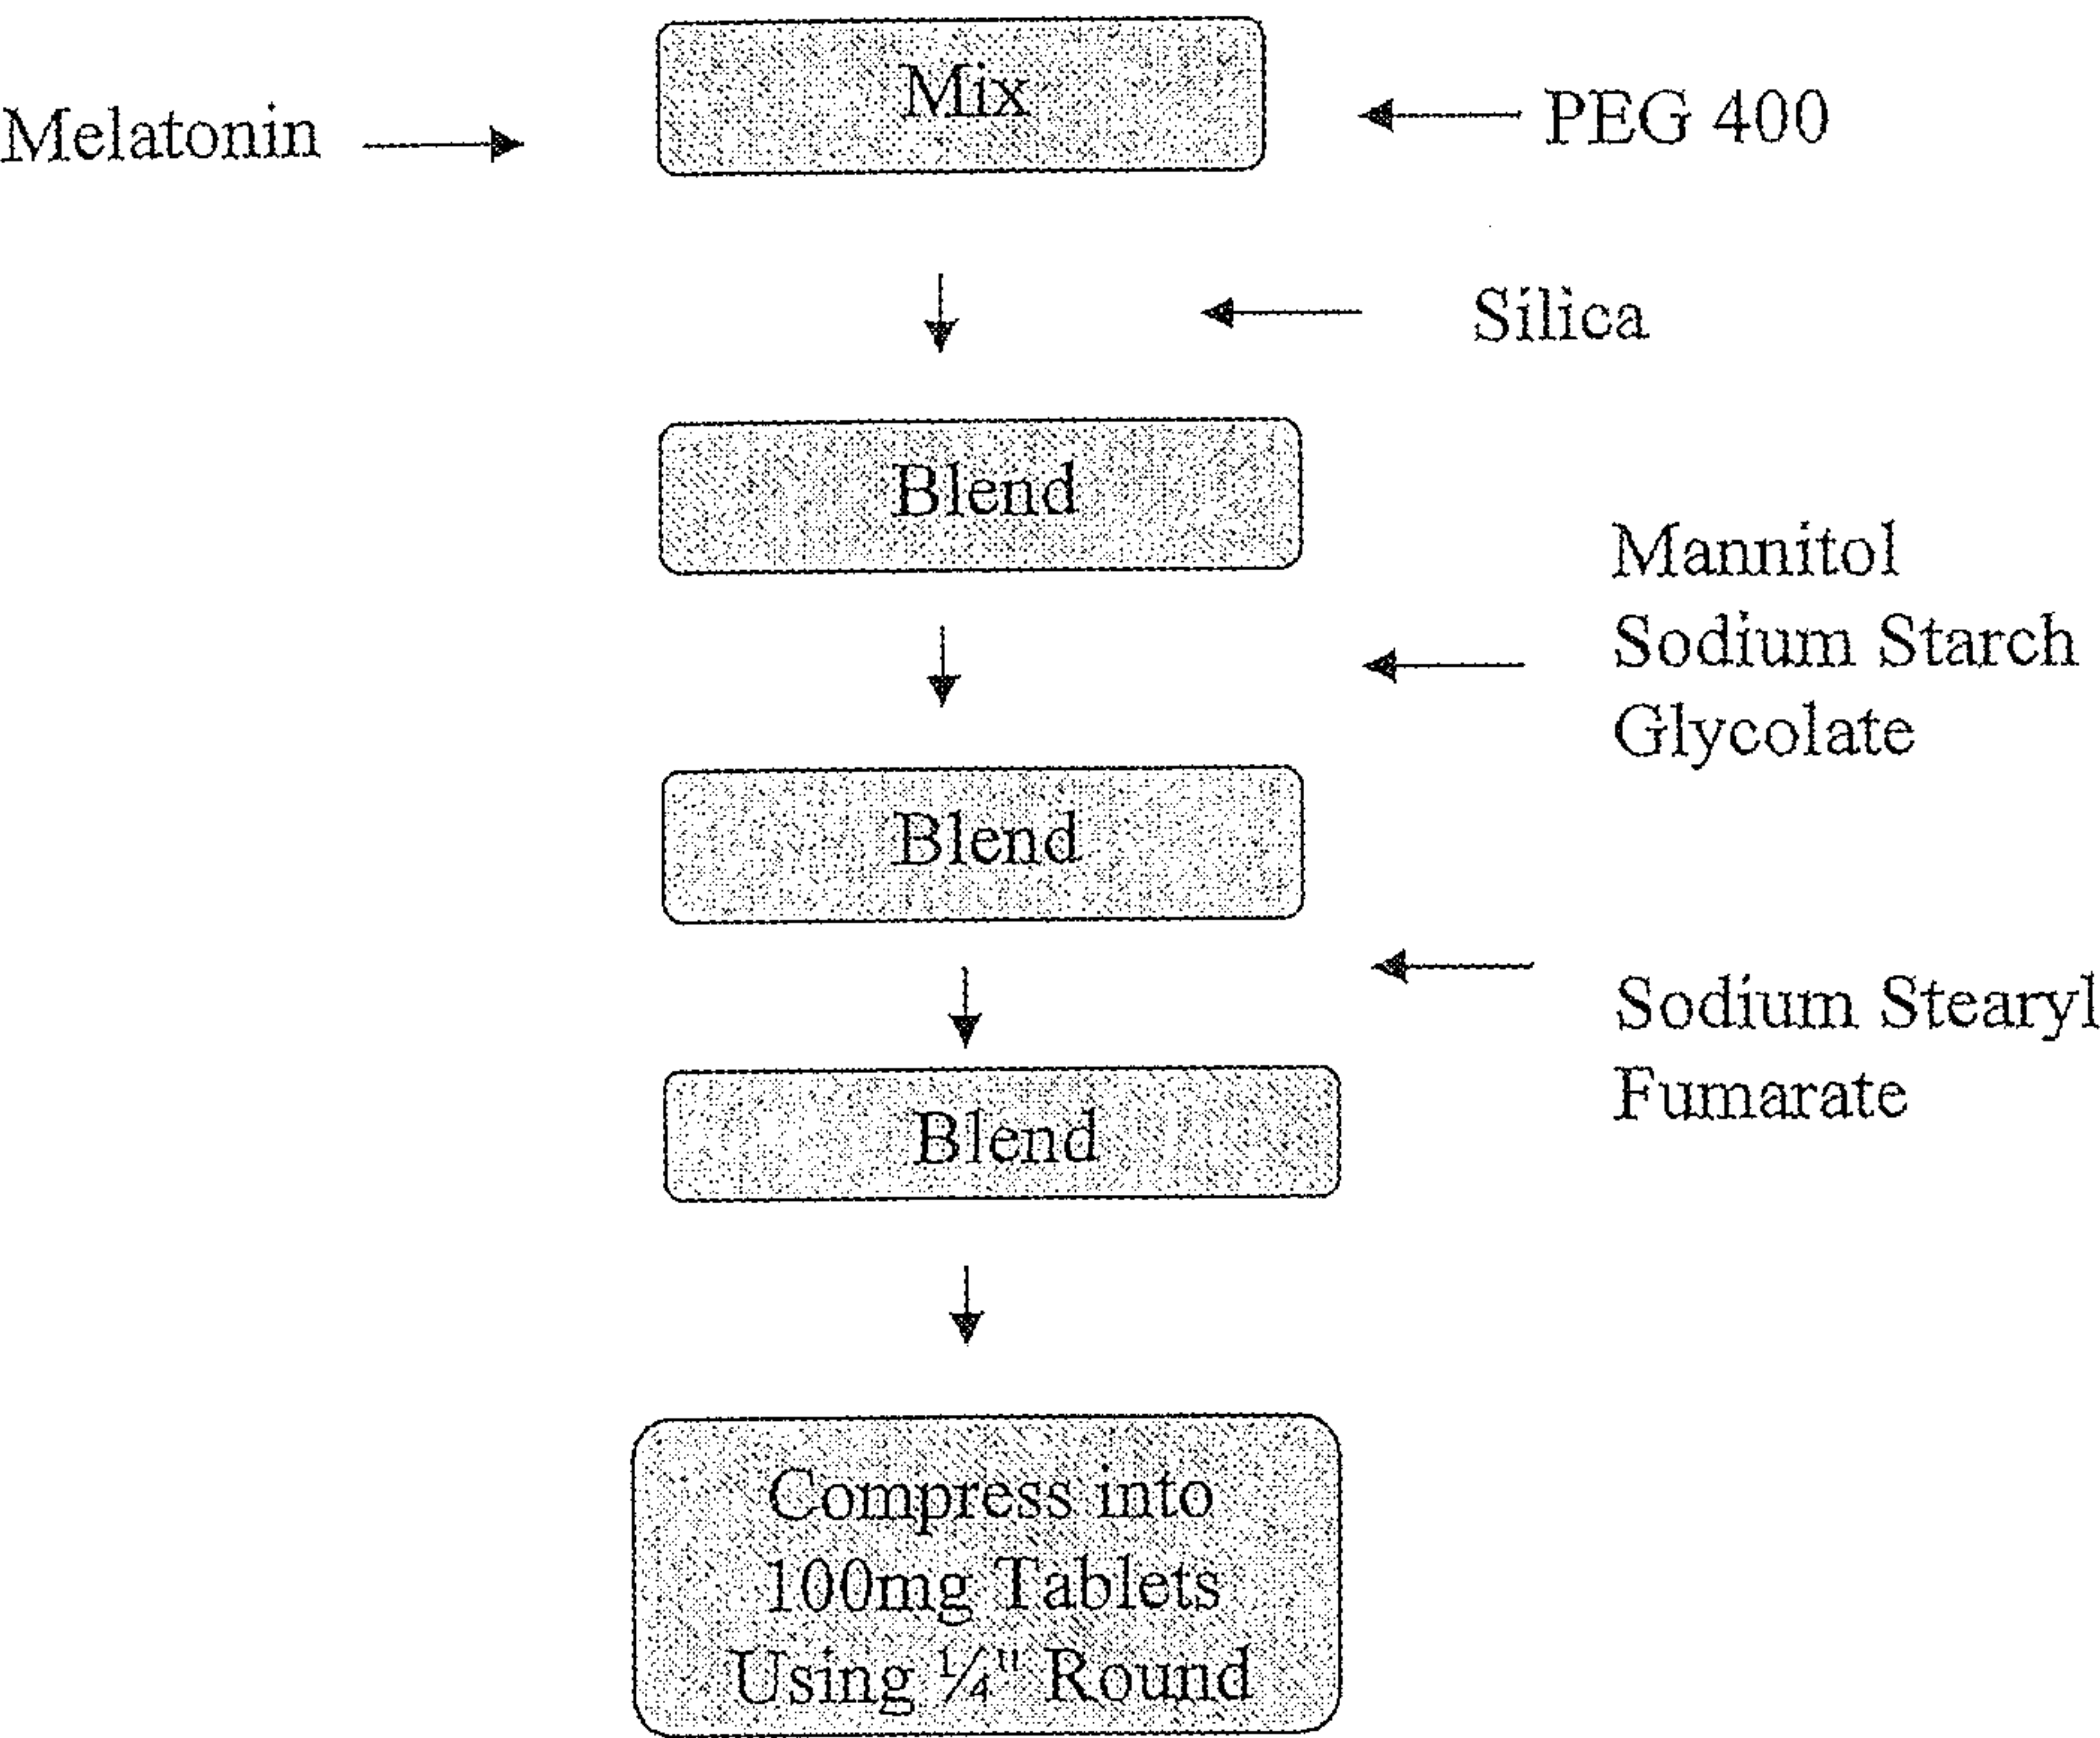 Mix
Melatonin
PEG 400
Silica
Blend
Mannitol
Sodium Starch
Glycolate
Blend
Sodium Stearyl
Fumarate
Blend
Compress into
100mg Tablets
Using ¼" Round